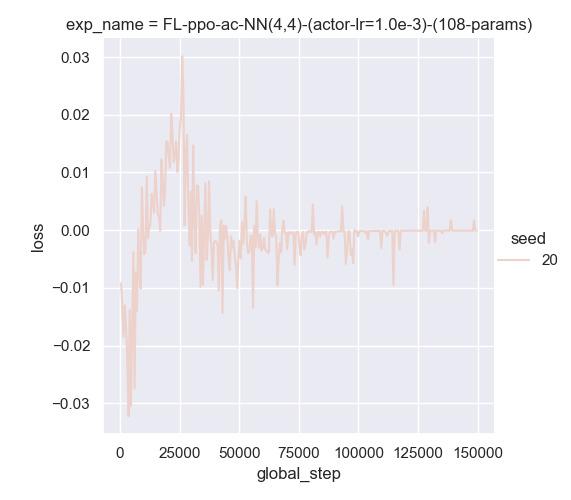 exp_name = FL-ppo-ac-NN(4,4)-(actor-lr=1.0e-3)-(108-params)
0.03
0.02
0.01
0.00
−0.01
−0.02
−0.03
loss
0 25000 50000 75000 100000 125000 150000
global_step
seed
20